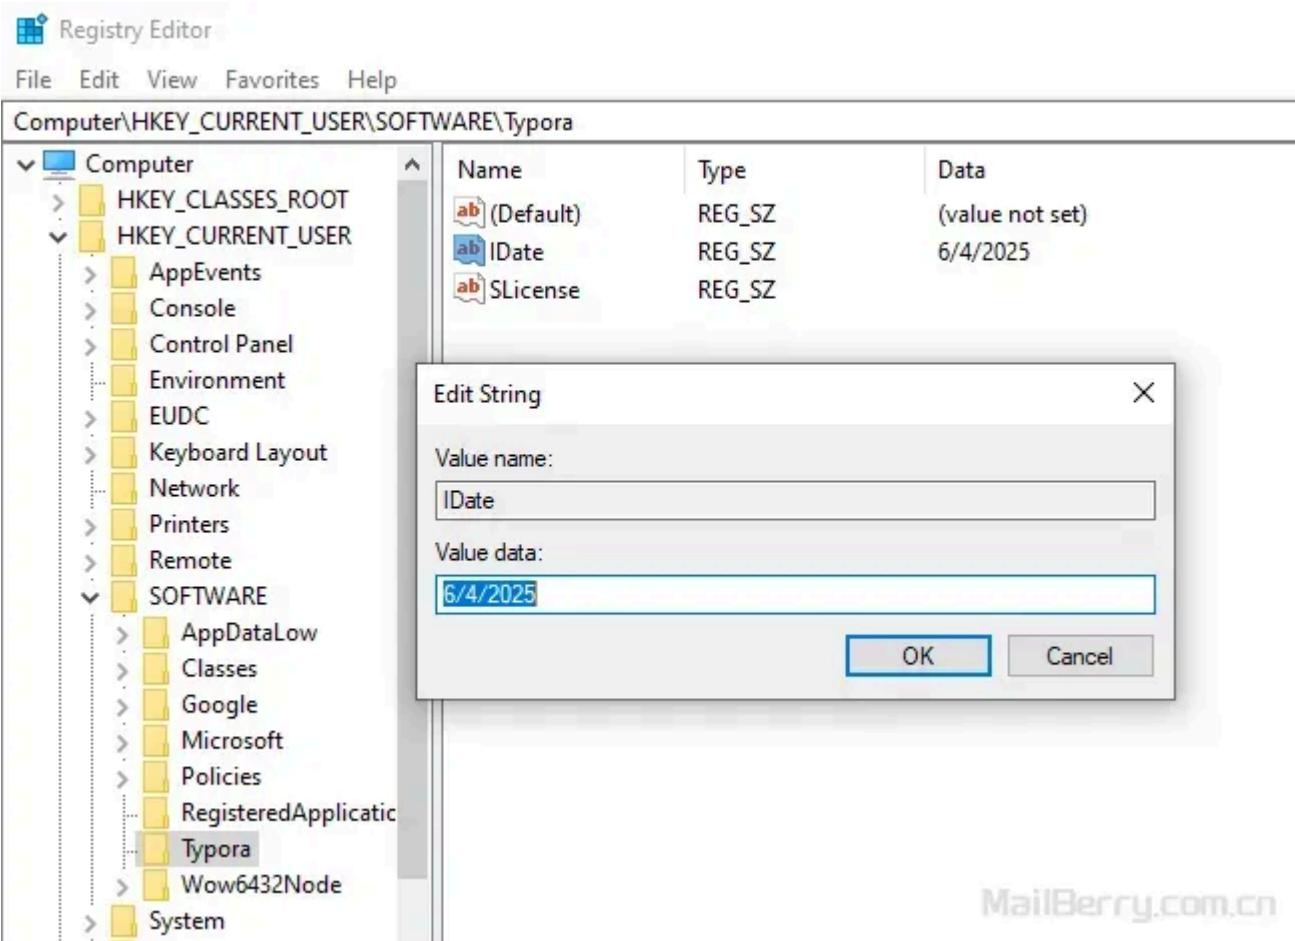 Registry Editor
File Edit View Favorites Help
Computer\HKEY_CURRENT_USER\SOFTWARE\Typora
Computer
HKEY_CLASSES_ROOT
HKEY_CURRENT_USER
AppEvents
Console
Control Panel
Environment
EUDC
Keyboard Layout
Network
Printers
Remote
SOFTWARE
AppDataLow
Classes
Google
Microsoft
Policies
RegisteredApplicatic
Typora
Wow6432Node
System
Name Type Data
(Default) REG_SZ (value not set)
IDate REG_SZ 6/4/2025
SLicense REG_SZ
Edit String
Value name:
IDate
Value data:
6/4/2025
OK Cancel
MailBerry.com.cn